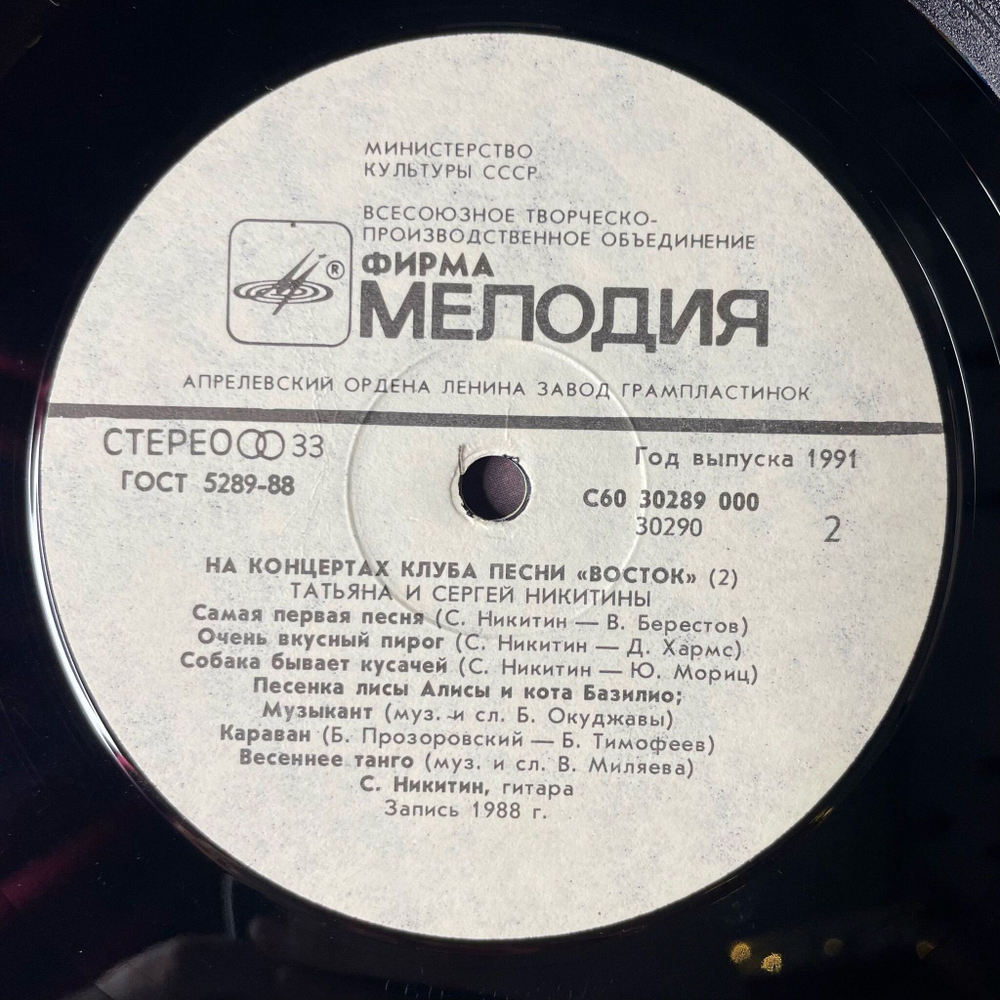 МИНИСТЕРСТВО
КУЛЬТУРЫ СССР
ВСЕСОЮЗНОЕ ТВОРЧЕСКО-
ПРОИЗВОДСТВЕННОЕ ОБЪЕДИНЕНИЕ
®
ФИРМА
МЕЛОДИЯ
АПРЕЛЕВСКИЙ ОРДЕНА ЛЕНИНА ЗАВОД ГРАМПЛАСТИНОК
СТЕРЕО 33
ГОСТ 5289-88
Год выпуска 1991
С60 30289 000
30290
2
НА КОНЦЕРТАХ КЛУБА ПЕСНИ «ВОСТОК» (2)
ТАТЬЯНА И СЕРГЕЙ НИКИТИНЫ
Самая первая песня (С. Никитин — В. Берестов)
Очень вкусный пирог (С. Никитин — Д. Хармс)
Собака бывает кусачей (С. Никитин — Ю. Мориц)
Песенка лисы Алисы и кота Базилио;
Музыкант (муз. и сл. Б. Окуджавы)
Караван (Б. Прозоровский — Б. Тимофеев)
Весеннее танго (муз. и сл. В. Миляева)
С. Никитин, гитара
Запись 1988 г.